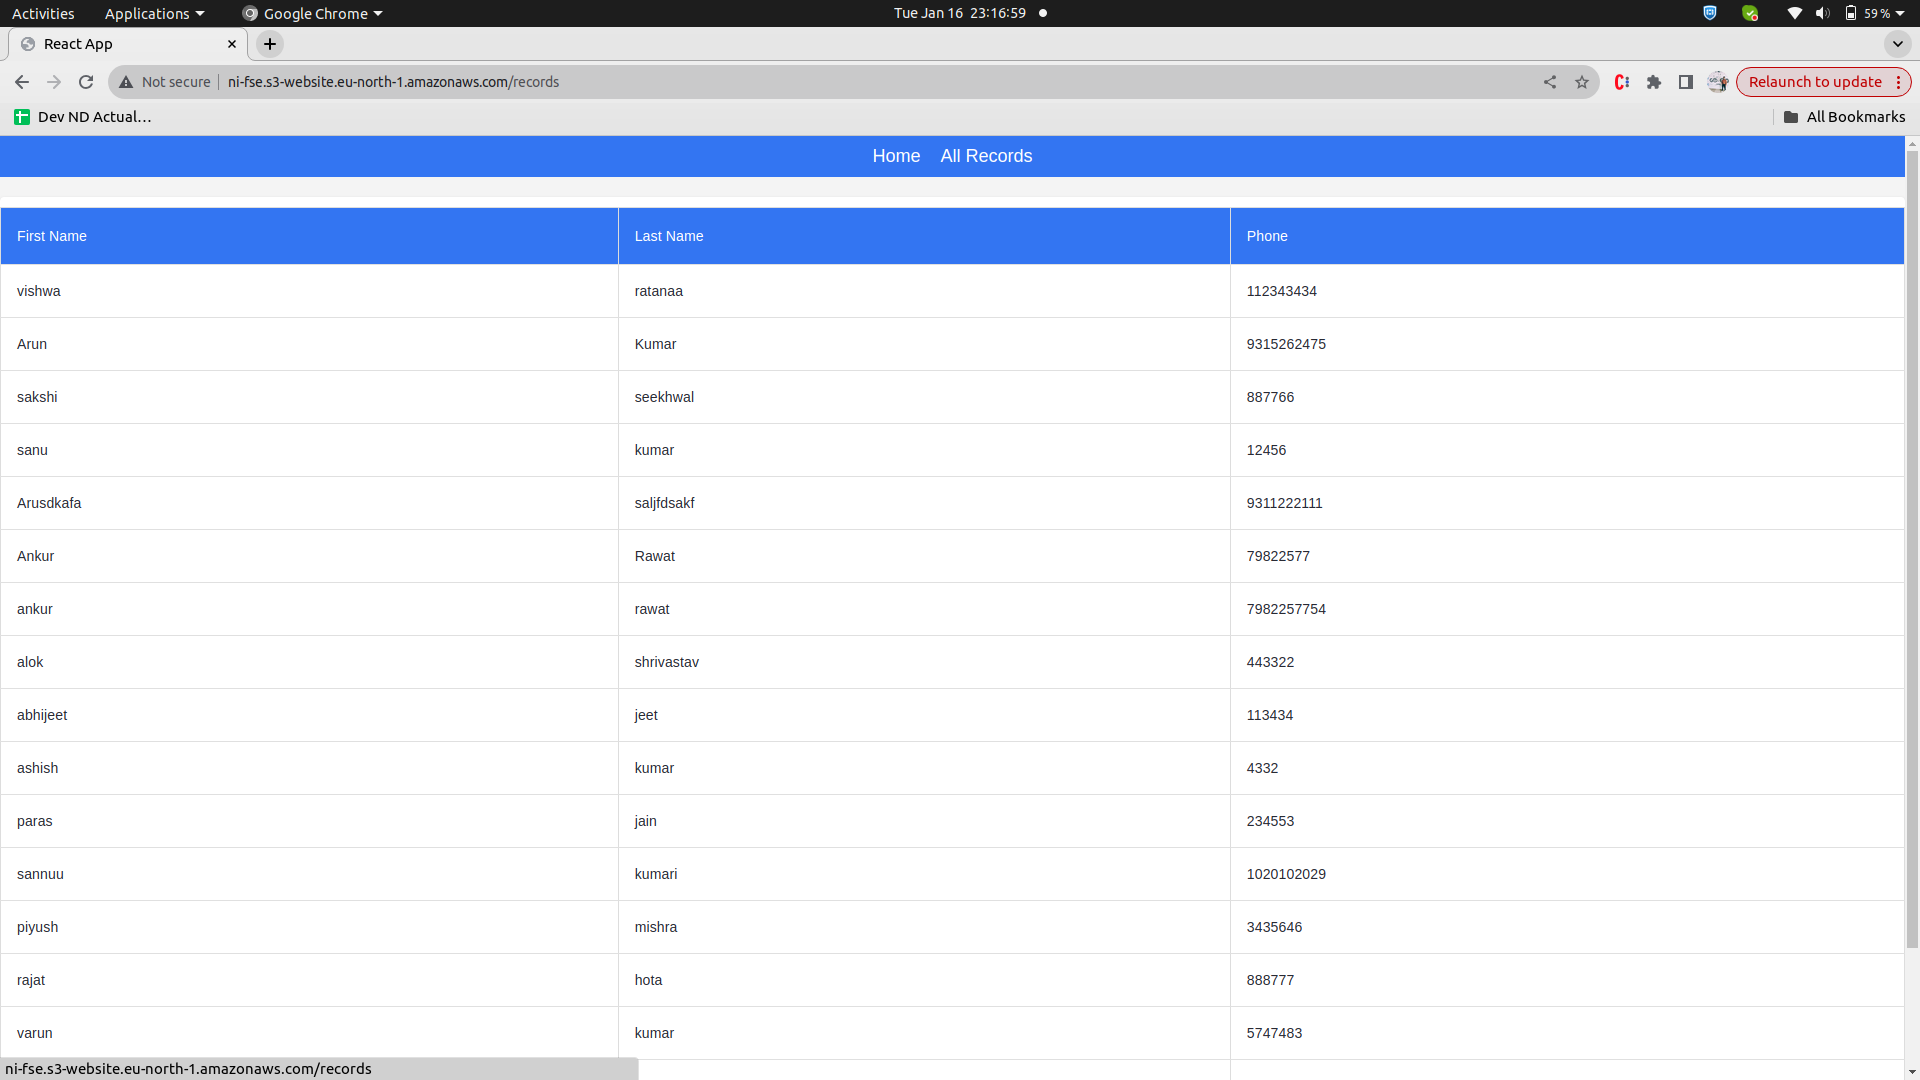 Activities Applications Google Chrome Tue Jan 16 23:16:59 59 %
React App
Not secure ni-fse.s3-website.eu-north-1.amazonaws.com/records Relaunch to update
Dev ND Actual... All Bookmarks
Home All Records
First Name Last Name Phone
vishwa ratanaa 112343434
Arun Kumar 9315262475
sakshi seekhwal 887766
sanu kumar 12456
Arusdkafa saljfdsakf 9311222111
Ankur Rawat 79822577
ankur rawat 7982257754
alok shrivastav 443322
abhijeet jeet 113434
ashish kumar 4332
paras jain 234553
sannuu kumari 1020102029
piyush mishra 3435646
rajat hota 888777
varun kumar 5747483
ni-fse.s3-website.eu-north-1.amazonaws.com/records